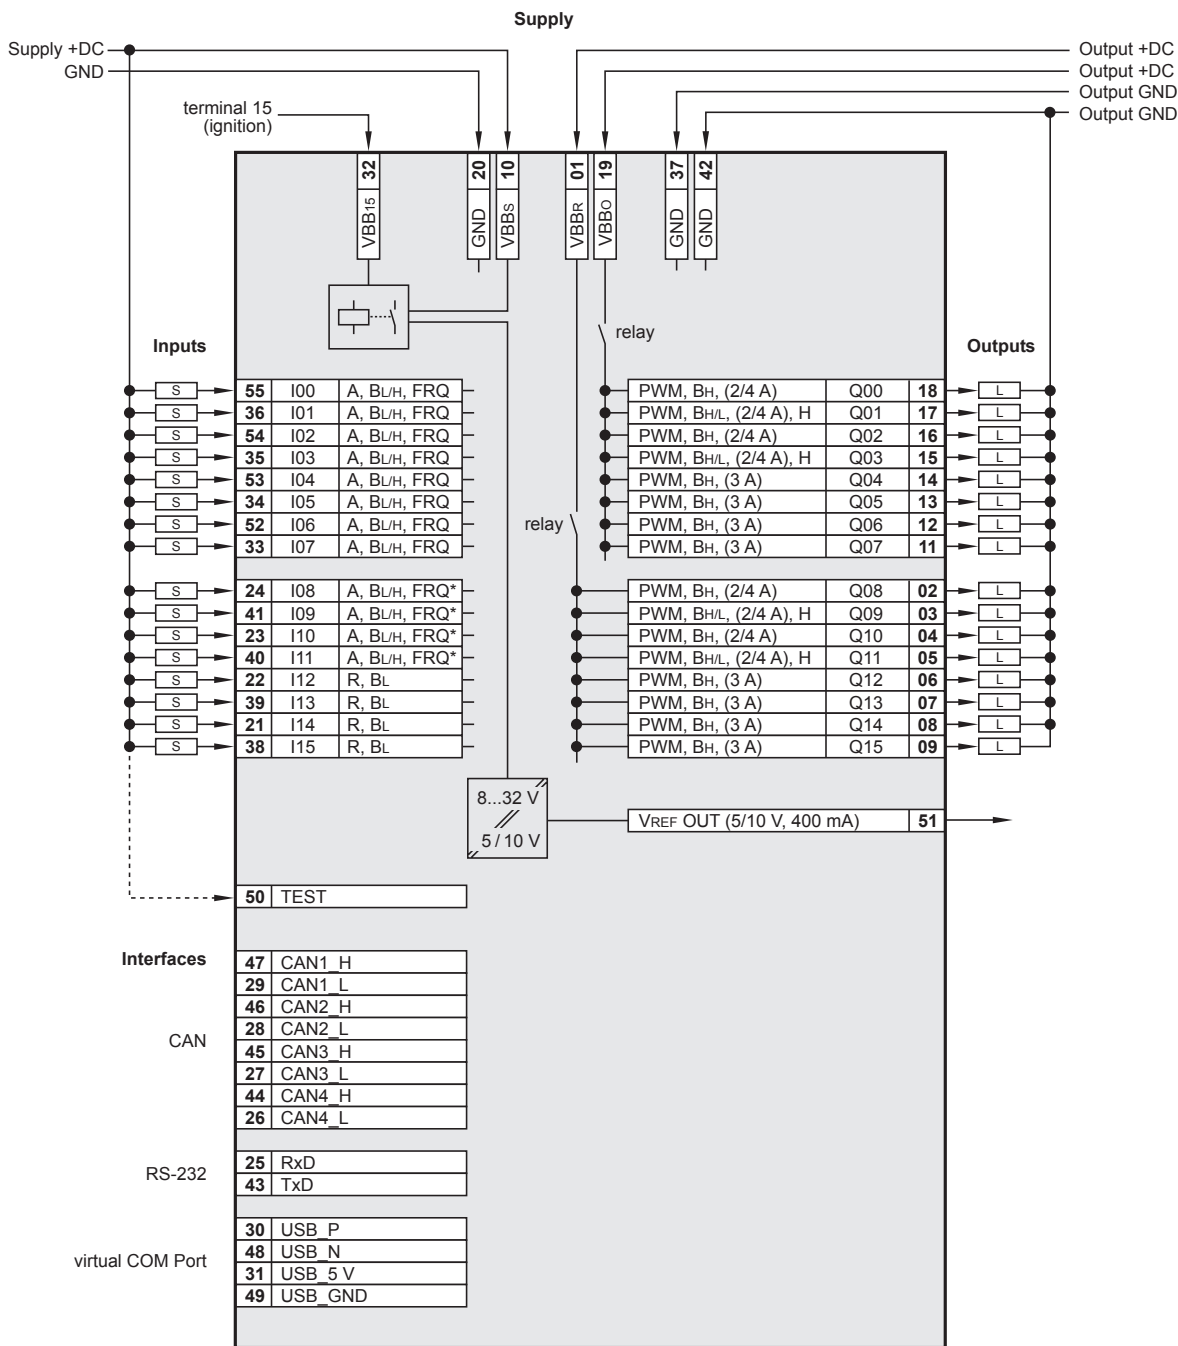 Supply
Supply +DC
GND
terminal 15
(ignition)
Output +DC
Output +DC
Output GND
Output GND
32 VBB15
20 GND
10 VBBS
01 VBBR
19 VBBO
37 GND
42 GND
relay
relay
Inputs
Outputs
S 55 I00 A, BL/H, FRQ
S 36 I01 A, BL/H, FRQ
S 54 I02 A, BL/H, FRQ
S 35 I03 A, BL/H, FRQ
S 53 I04 A, BL/H, FRQ
S 34 I05 A, BL/H, FRQ
S 52 I06 A, BL/H, FRQ
S 33 I07 A, BL/H, FRQ
S 24 I08 A, BL/H, FRQ*
S 41 I09 A, BL/H, FRQ*
S 23 I10 A, BL/H, FRQ*
S 40 I11 A, BL/H, FRQ*
S 22 I12 R, BL
S 39 I13 R, BL
S 21 I14 R, BL
S 38 I15 R, BL
PWM, BH, (2/4 A) Q00 18 L
PWM, BH/L, (2/4 A), H Q01 17 L
PWM, BH, (2/4 A) Q02 16 L
PWM, BH/L, (2/4 A), H Q03 15 L
PWM, BH, (3 A) Q04 14 L
PWM, BH, (3 A) Q05 13 L
PWM, BH, (3 A) Q06 12 L
PWM, BH, (3 A) Q07 11 L
PWM, BH, (2/4 A) Q08 02 L
PWM, BH/L, (2/4 A), H Q09 03 L
PWM, BH, (2/4 A) Q10 04 L
PWM, BH/L, (2/4 A), H Q11 05 L
PWM, BH, (3 A) Q12 06 L
PWM, BH, (3 A) Q13 07 L
PWM, BH, (3 A) Q14 08 L
PWM, BH, (3 A) Q15 09 L
8...32 V
5 / 10 V
VREF OUT (5/10 V, 400 mA) 51
50 TEST
Interfaces
CAN
47 CAN1_H
29 CAN1_L
46 CAN2_H
28 CAN2_L
45 CAN3_H
27 CAN3_L
44 CAN4_H
26 CAN4_L
RS-232
25 RxD
43 TxD
virtual COM Port
30 USB_P
48 USB_N
31 USB_5 V
49 USB_GND